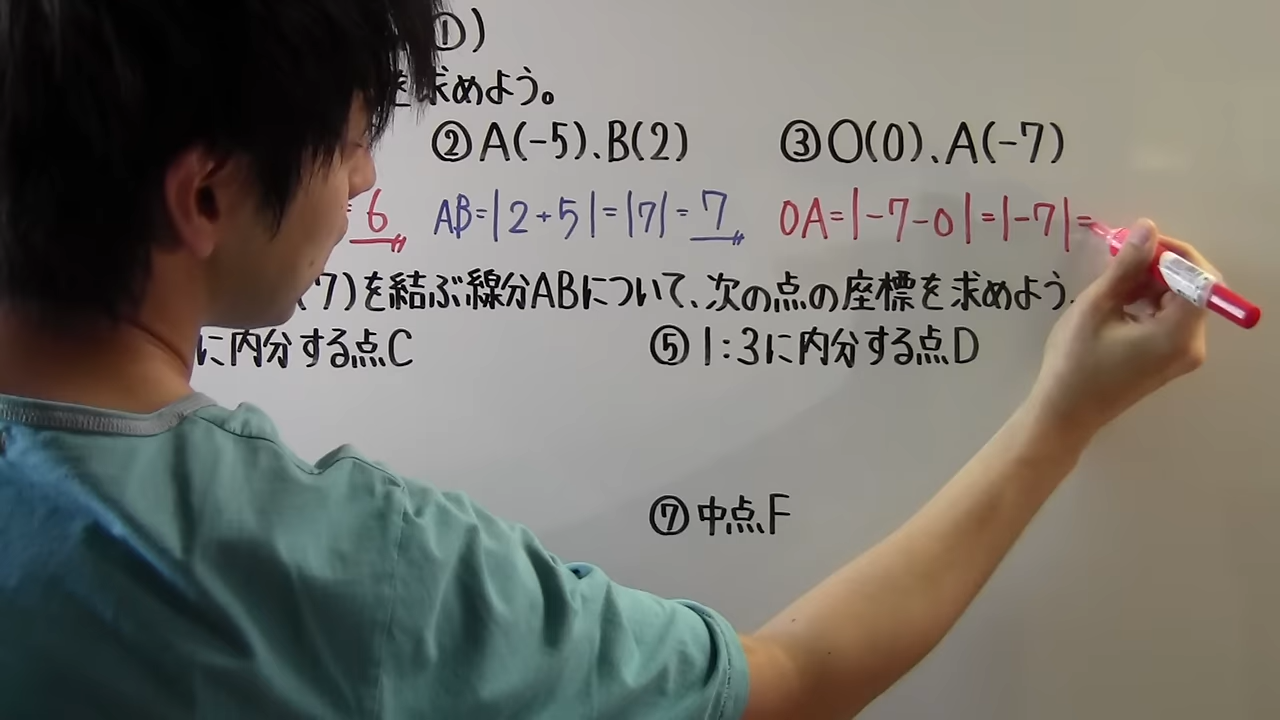 ①)
を求めよう。
②A(-5)、B(2) ③O(0)、A(-7)
= 6 AB=|2+5|=|7|=7 OA=|-7-0|=|-7|=
(7)を結ぶ線分ABについて、次の点の座標を求めよう.
に内分する点C ⑤1:3に内分する点D
⑦中点F